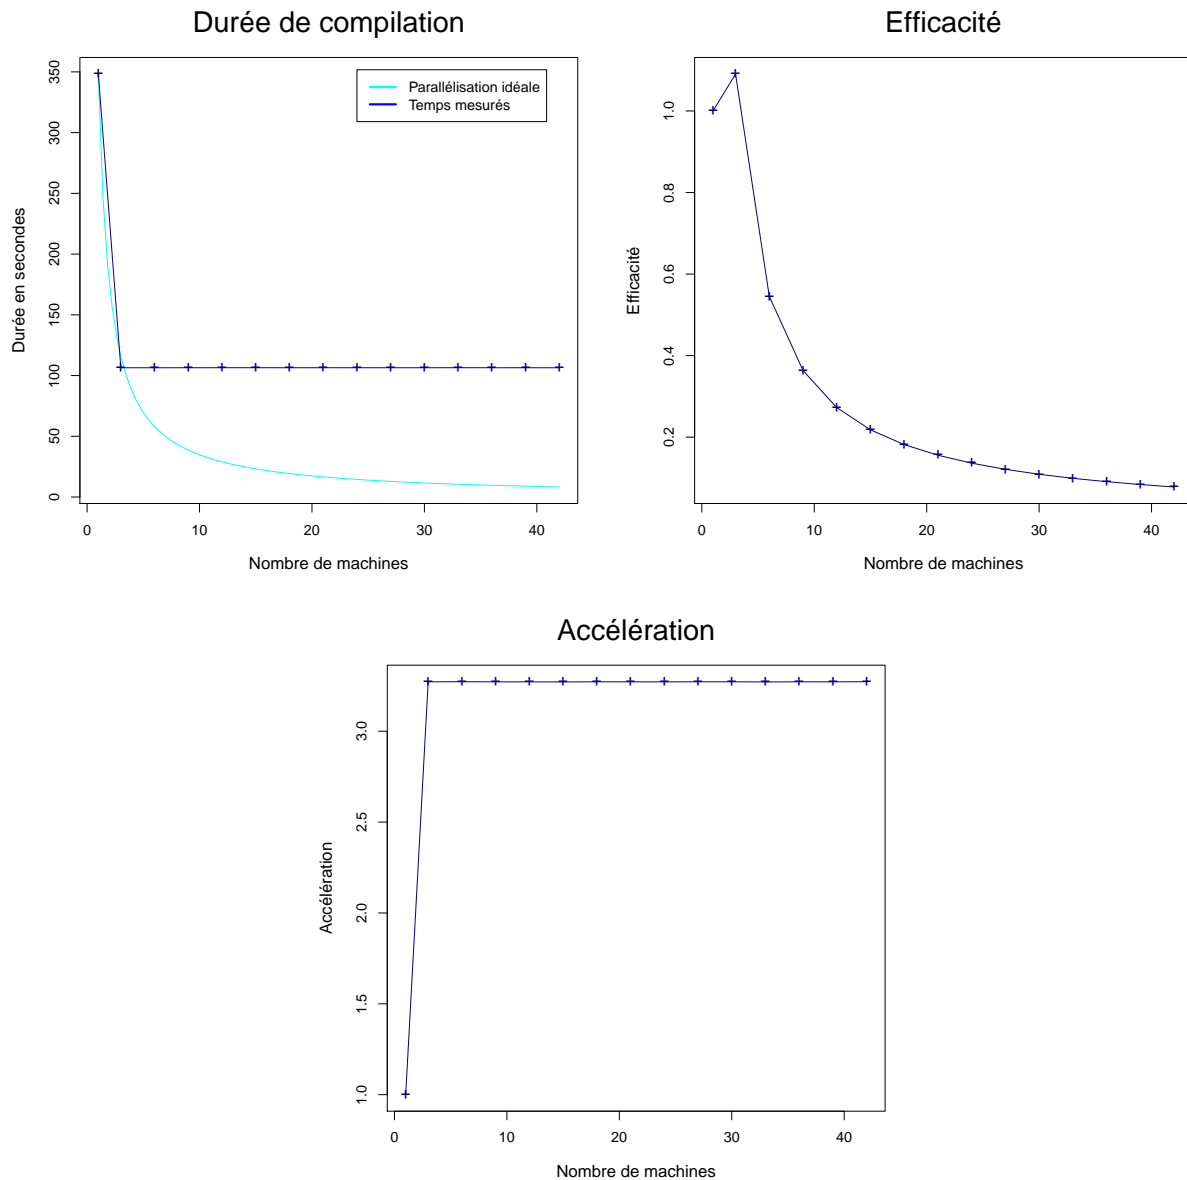 Durée de compilation
Efficacité
Parallélisation idéale
Temps mesurés
350
300
250
200
150
100
50
0
Durée en secondes
0 10 20 30 40
Nombre de machines
1.0
0.8
0.6
0.4
0.2
Efficacité
0 10 20 30 40
Nombre de machines
Accélération
3.0
2.5
2.0
1.5
1.0
Accélération
0 10 20 30 40
Nombre de machines